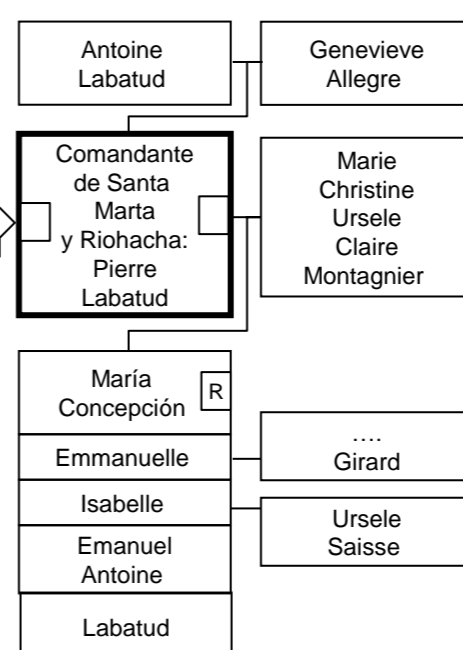 Antoine
Labatud
Genevieve
Allegre
Comandante
de Santa
Marta
y Riohacha:
Pierre
Labatud
Marie
Christine
Ursele
Claire
Montagnier
María
Concepción
R
Emmanuelle
….
Girard
Isabelle
Ursele
Saisse
Emanuel
Antoine
Labatud